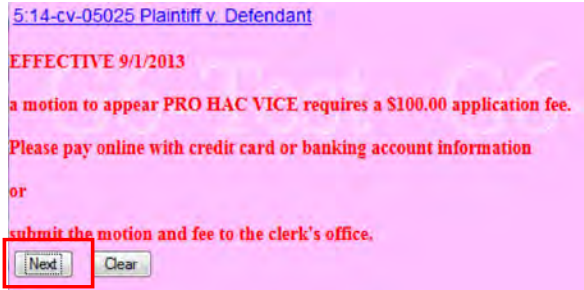 5:14-cv-05025 Plaintiff v. Defendant
EFFECTIVE 9/1/2013
a motion to appear PRO HAC VICE requires a $100.00 application fee.
Please pay online with credit card or banking account information
or
submit the motion and fee to the clerk's office.
Next Clear